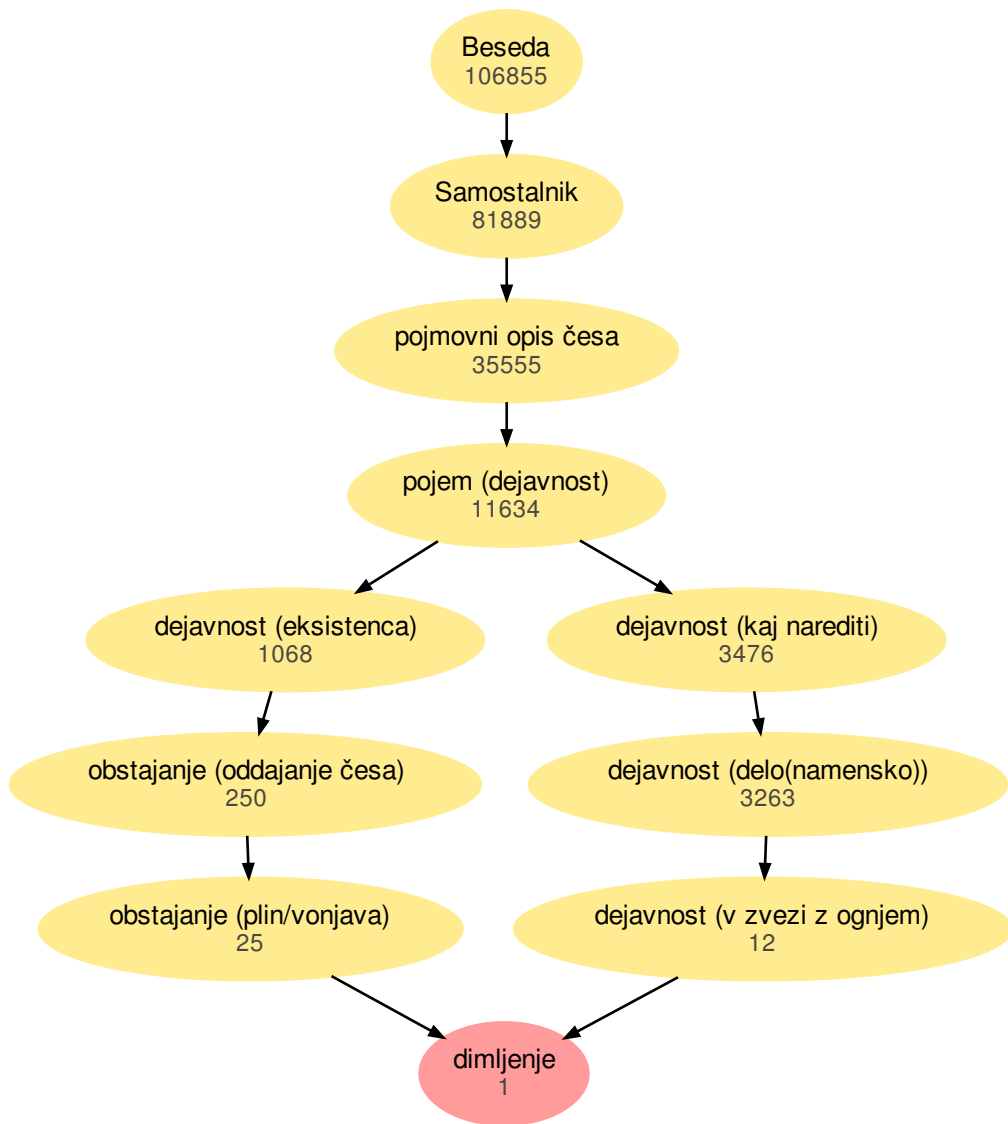 Beseda
106855
Samostalnik
81889
pojmovni opis česa
35555
pojem (dejavnost)
11634
dejavnost (eksistenca)
1068
dejavnost (kaj narediti)
3476
obstajanje (oddajanje česa)
250
dejavnost (delo(namensko))
3263
obstajanje (plin/vonjava)
25
dejavnost (v zvezi z ognjem)
12
dimljenje
1